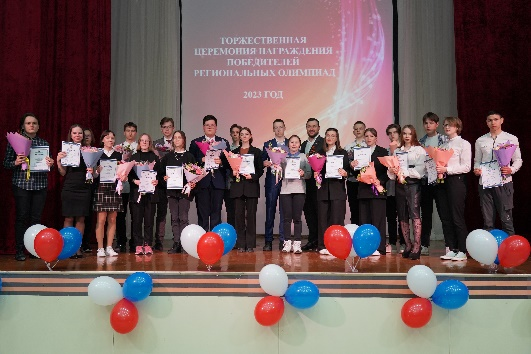 ТОРЖЕСТВЕННАЯ
ЦЕРЕМОНИЯ НАГРАЖДЕНИЯ
ПОБЕДИТЕЛЕЙ
РЕГИОНАЛЬНЫХ ОЛИМПИАД
2023 ГОД